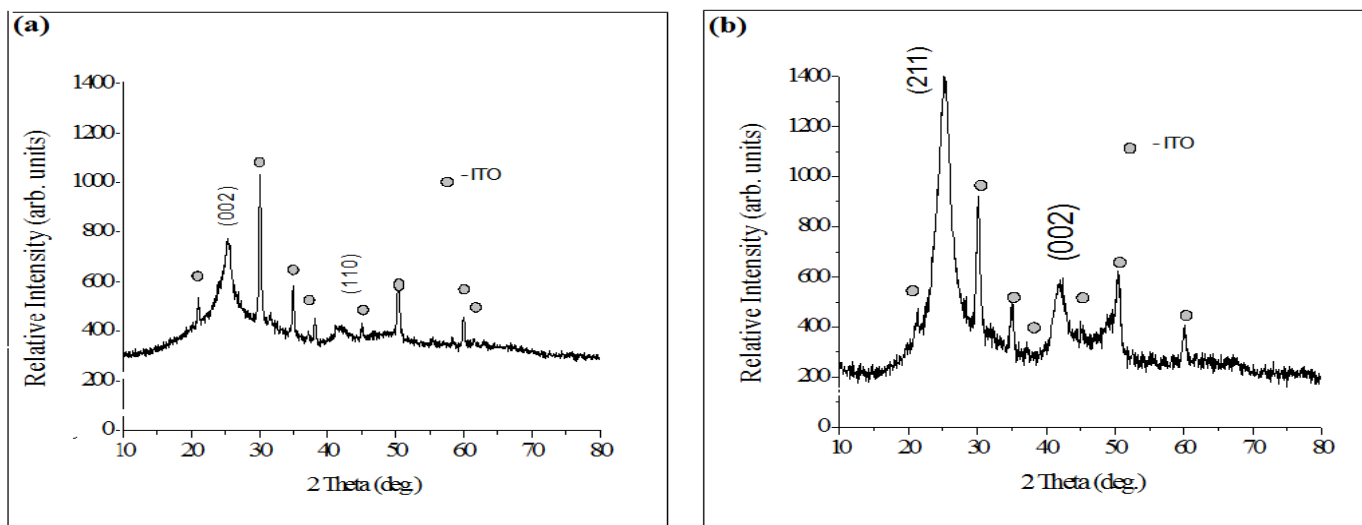 (a)
Relative Intensity (arb. units)
1400
1200
1000
800
600
400
200
0
(002)
(110)
- ITO
10 20 30 40 50 60 70 80
2 Theta (deg.)
(b)
Relative Intensity (arb. units)
1400
1200
1000
800
600
400
200
0
(211)
(002)
- ITO
10 20 30 40 50 60 70 80
2 Theta (deg.)